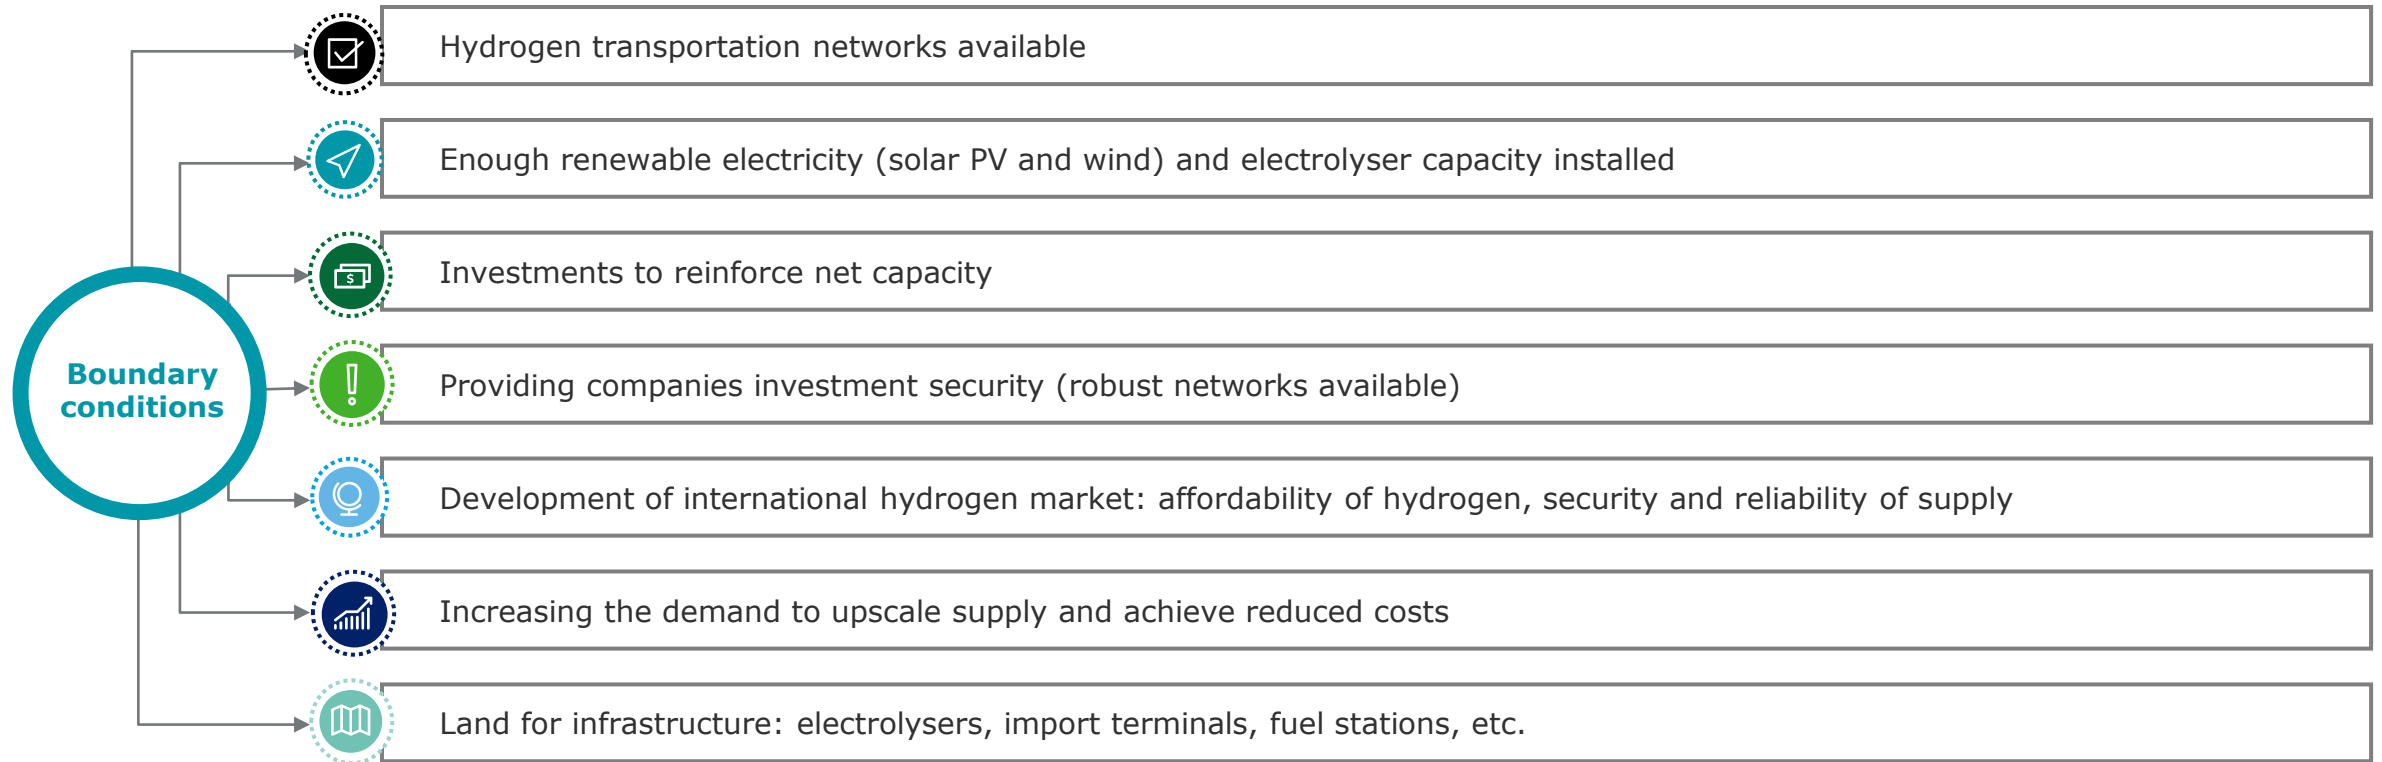 Hydrogen transportation networks available
Enough renewable electricity (solar PV and wind) and electrolyser capacity installed
Investments to reinforce net capacity
$
Boundary
conditions
Providing companies investment security (robust networks available)
Development of international hydrogen market: affordability of hydrogen, security and reliability of supply
Increasing the demand to upscale supply and achieve reduced costs
Land for infrastructure: electrolysers, import terminals, fuel stations, etc.